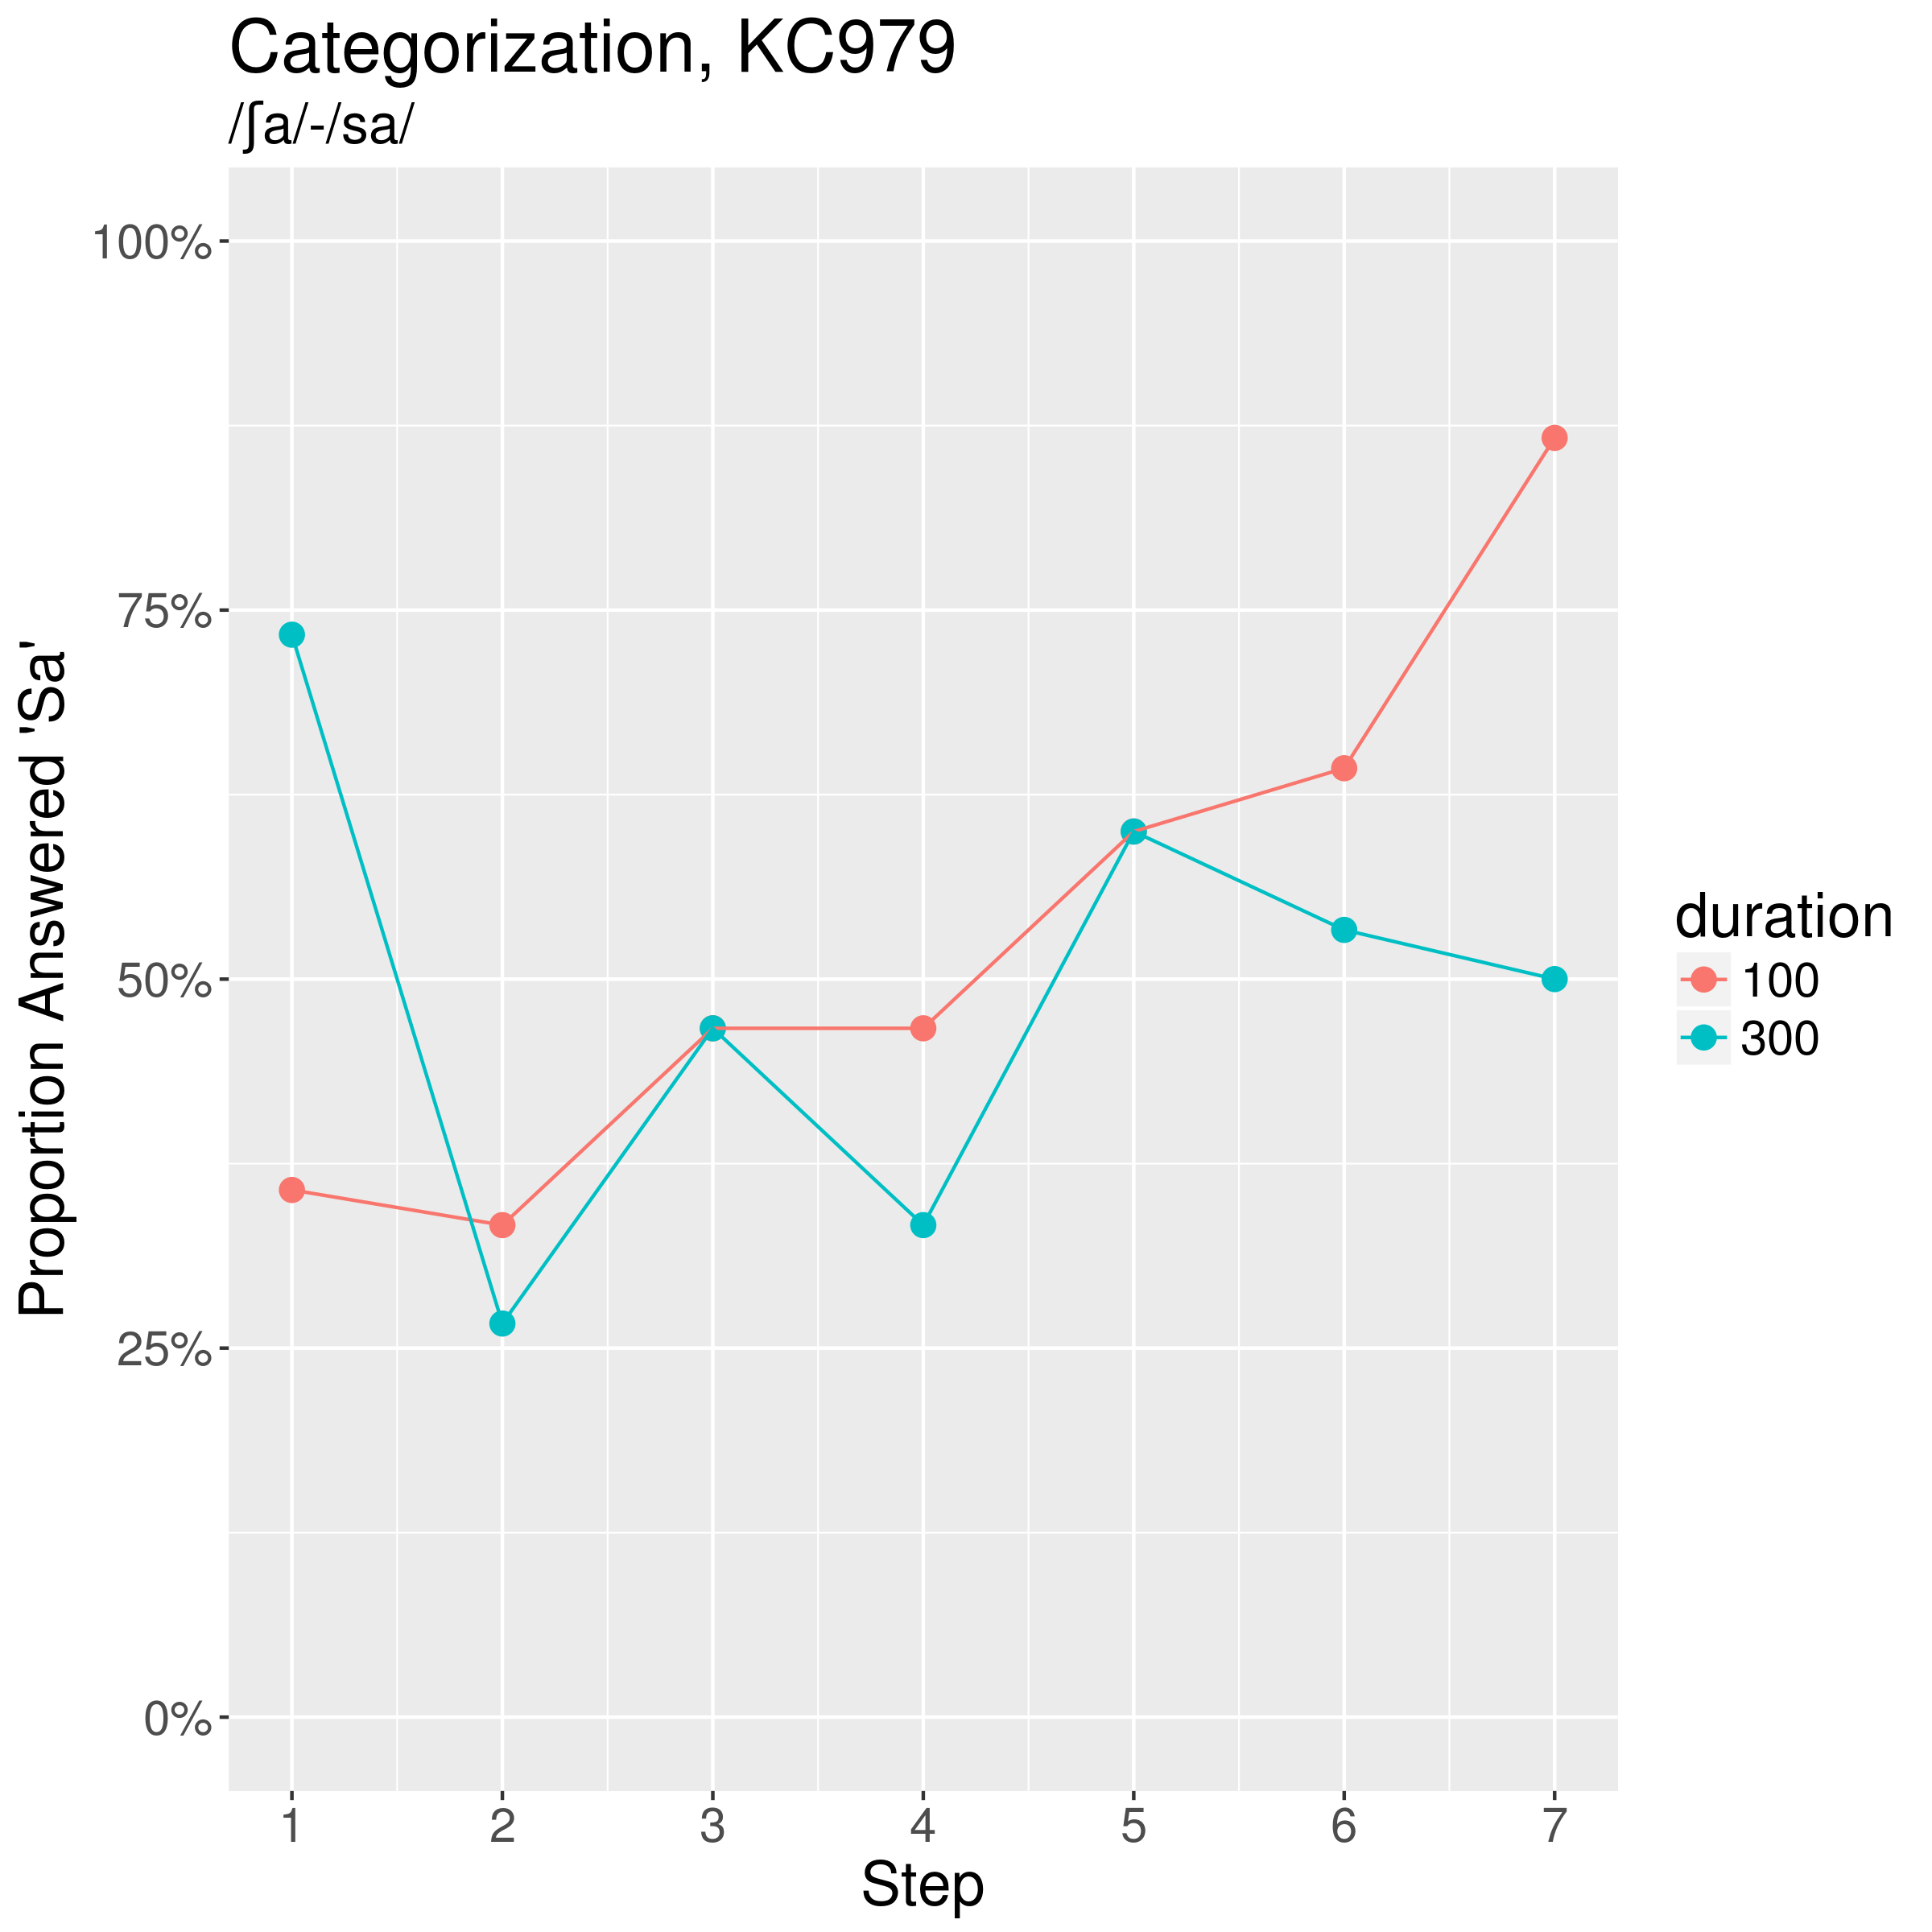 Categorization, KC979
/ʃa/-/sa/
Proportion Answered 'Sa'
100%
75%
50%
25%
0%
1 2 3 4 5 6 7
Step
duration
100
300